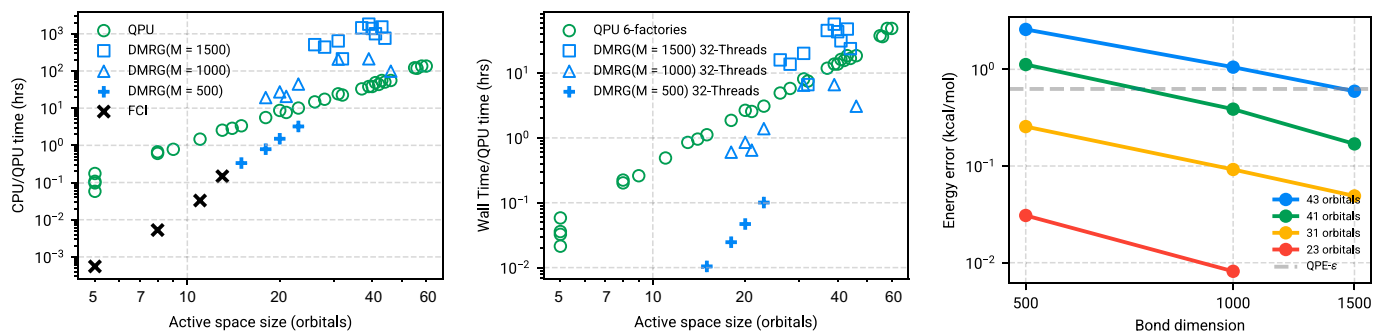 CPU/QPU time (hrs)
10³
10²
10¹
10⁰
10⁻¹
10⁻²
10⁻³
QPU
DMRG(M = 1500)
DMRG(M = 1000)
DMRG(M = 500)
FCI
5
7
10
20
40
60
Active space size (orbitals)
Wall Time/QPU time (hrs)
10¹
10⁰
10⁻¹
10⁻²
QPU 6-factories
DMRG(M = 1500) 32-Threads
DMRG(M = 1000) 32-Threads
DMRG(M = 500) 32-Threads
5
7
10
20
40
60
Active space size (orbitals)
Energy error (kcal/mol)
10⁰
10⁻¹
10⁻²
43 orbitals
41 orbitals
31 orbitals
23 orbitals
QPE-ε
500
1000
1500
Bond dimension